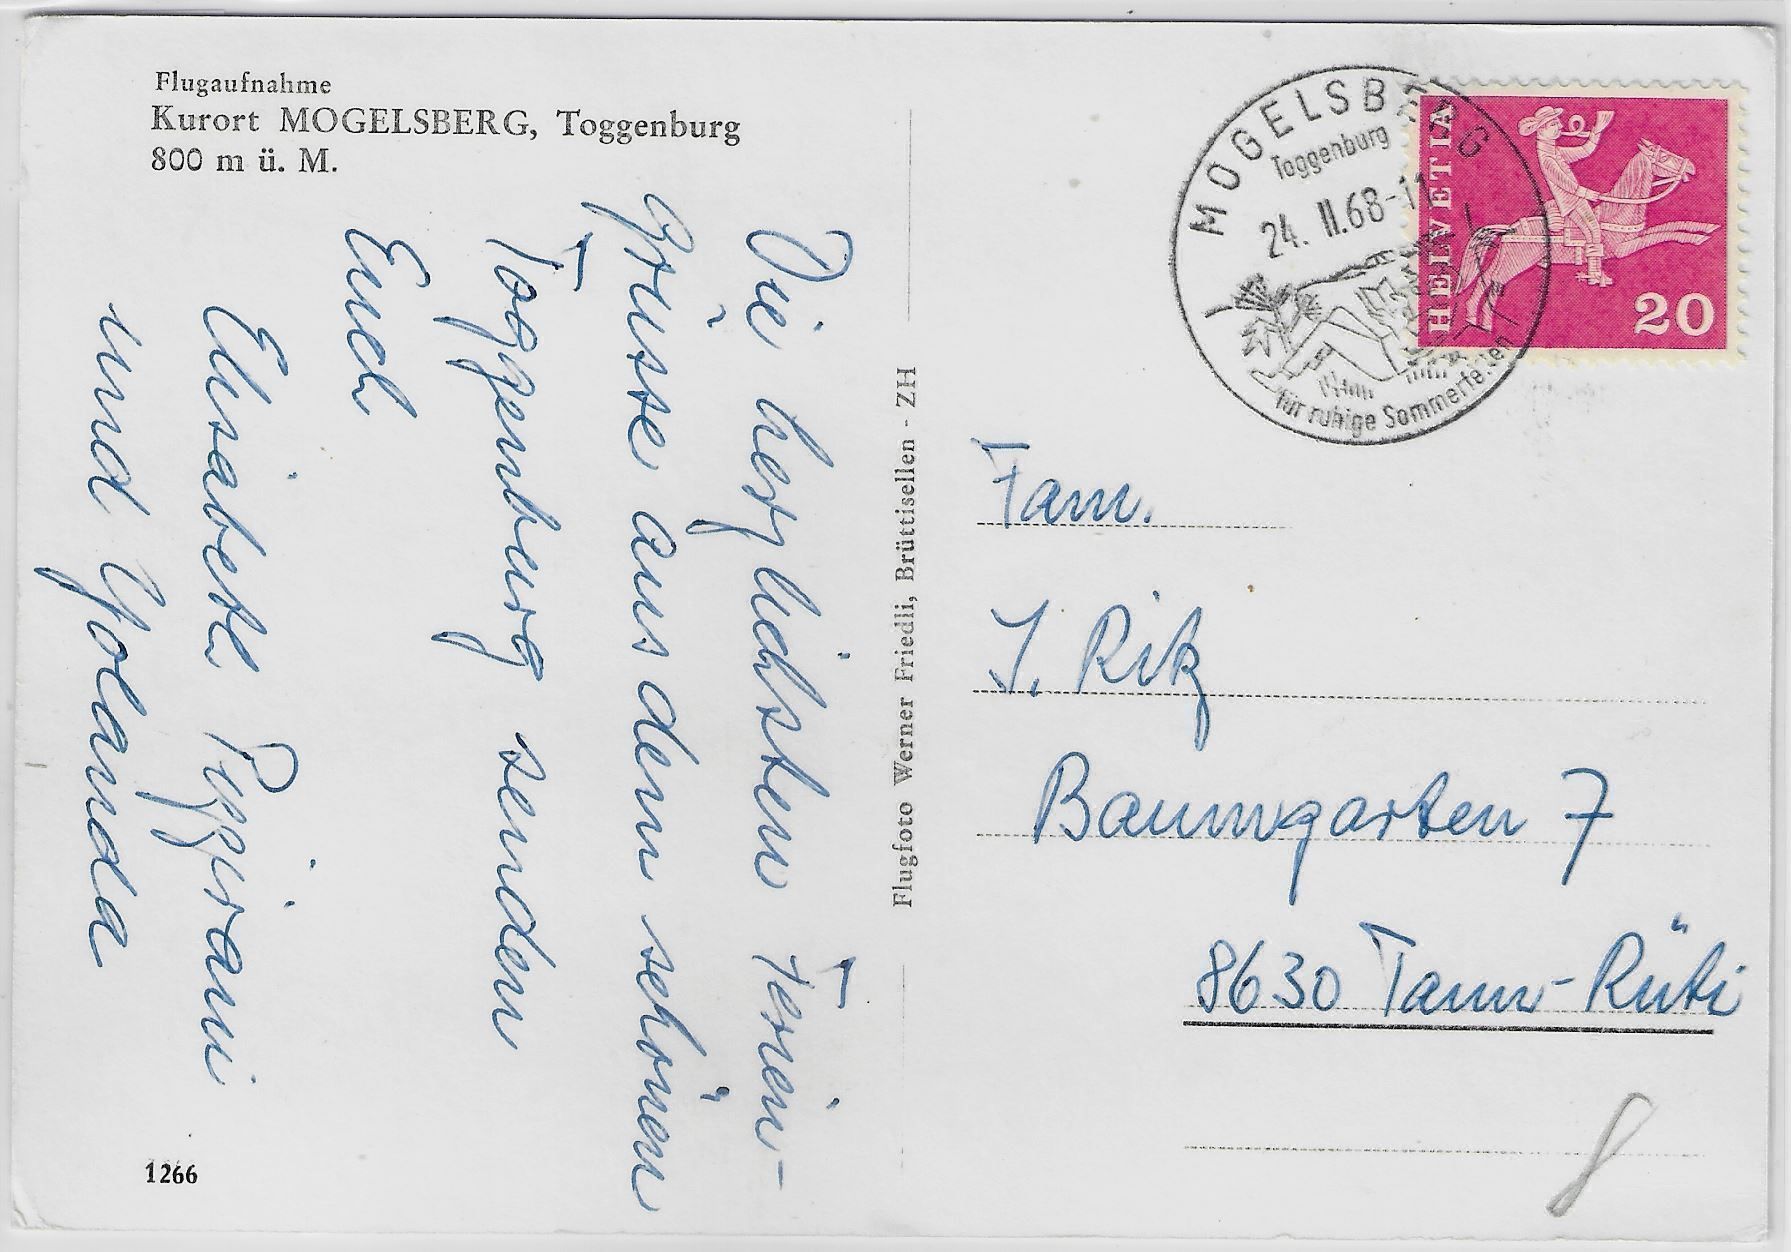 Flugaufnahme
Kurort MOGELSBERG, Toggenburg
800 m ü. M.
Die herzlichsten Ferien-
grüsse aus dem schönen
Toggenburg senden
Euch
Elisabeth
und Yolanda
1266
Flugfoto Werner Friedli, Brüttisellen - ZH
MOGELSBERG
Toggenburg
24. II.68-11
für ruhige Sommerferien
HELVETIA
20
Fam.
J. Ritz
Baumgarten 7
8630 Tann-Rüti